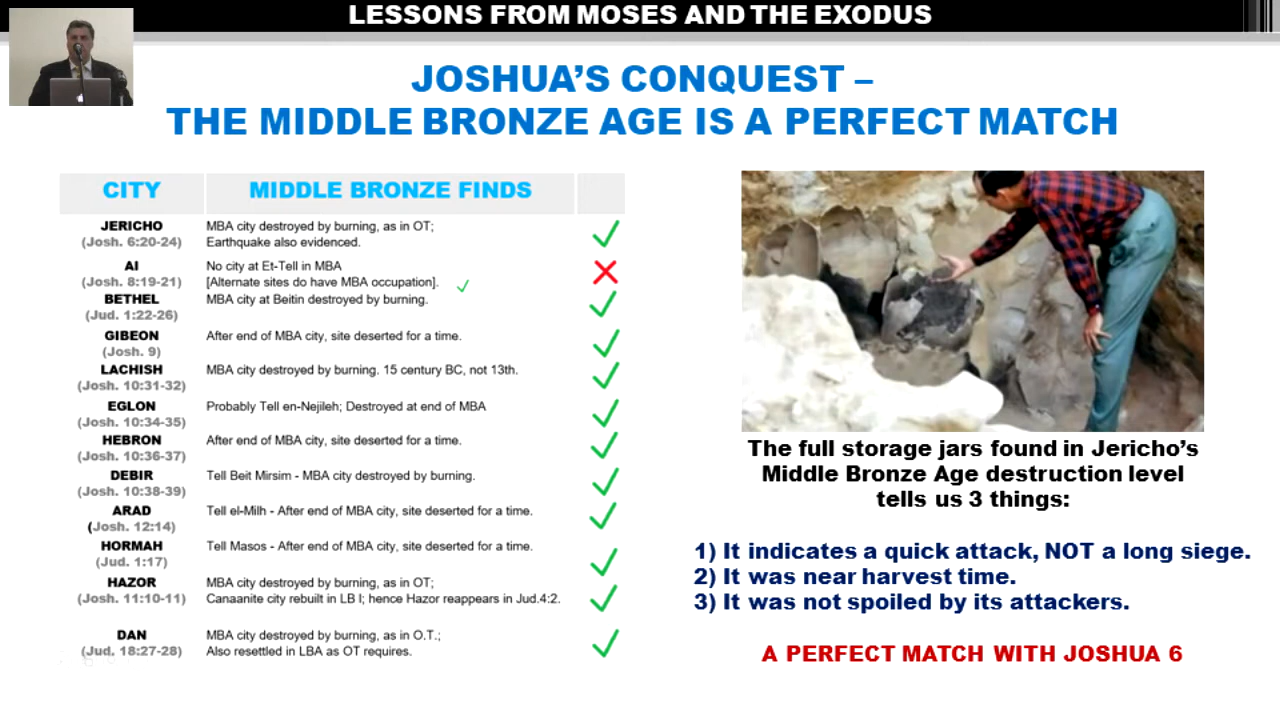 LESSONS FROM MOSES AND THE EXODUS
JOSHUA'S CONQUEST –
THE MIDDLE BRONZE AGE IS A PERFECT MATCH
CITY MIDDLE BRONZE FINDS
JERICHO MBA city destroyed by burning, as in OT;
(Josh. 6:20-24) Earthquake also evidenced.
AI No city at Et-Tell in MBA
(Josh. 8:19-21) [Alternate sites do have MBA occupation].
BETHEL MBA city at Beitin destroyed by burning.
(Jud. 1:22-26)
GIBEON After end of MBA city, site deserted for a time.
(Josh. 9)
LACHISH MBA city destroyed by burning. 15 century BC, not 13th.
(Josh. 10:31-32)
EGLON Probably Tell en-Nejileh; Destroyed at end of MBA
(Josh. 10:34-35)
HEBRON After end of MBA city, site deserted for a time.
(Josh. 10:36-37)
DEBIR Tell Beit Mirsim - MBA city destroyed by burning.
(Josh. 10:38-39)
ARAD Tell el-Milh - After end of MBA city, site deserted for a time.
(Josh. 12:14)
HORMAH Tell Masos - After end of MBA city, site deserted for a time.
(Jud. 1:17)
HAZOR MBA city destroyed by burning, as in OT;
(Josh. 11:10-11) Canaanite city rebuilt in LB I; hence Hazor reappears in Jud.4:2.
DAN MBA city destroyed by burning, as in O.T.;
(Jud. 18:27-28) Also resettled in LBA as OT requires.
The full storage jars found in Jericho's
Middle Bronze Age destruction level
tells us 3 things:
1) It indicates a quick attack, NOT a long siege.
2) It was near harvest time.
3) It was not spoiled by its attackers.
A PERFECT MATCH WITH JOSHUA 6